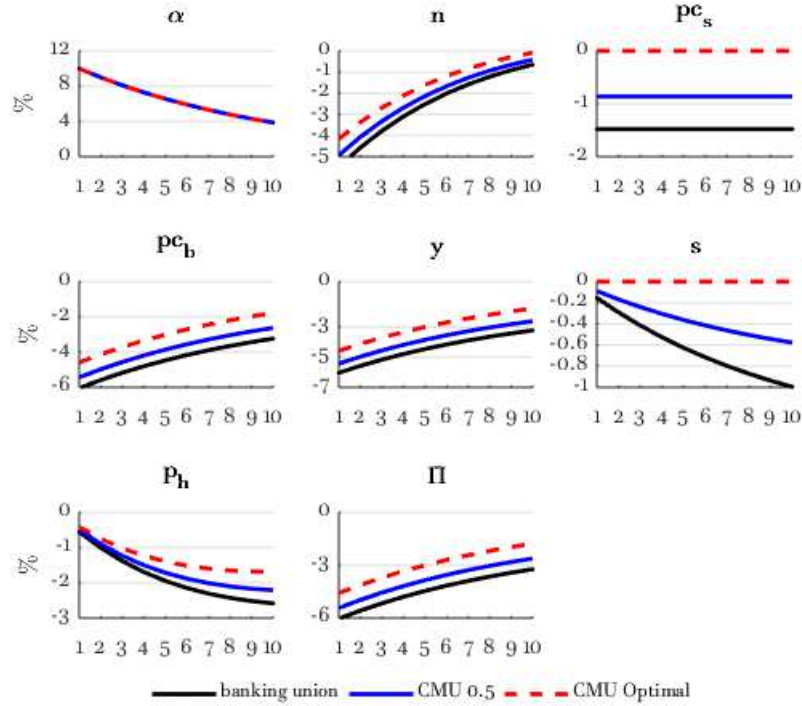 α n pc_s
12 0 0
8 -1
% -2 -1
4 -3
-4
0 -5 -2
1 2 3 4 5 6 7 8 9 10 1 2 3 4 5 6 7 8 9 10 1 2 3 4 5 6 7 8 9 10
pc_b y s
0 0 0
-2 -0.2
% -3 -0.4
-4 -5 -0.6
-0.8
-6 -7 -1
1 2 3 4 5 6 7 8 9 10 1 2 3 4 5 6 7 8 9 10 1 2 3 4 5 6 7 8 9 10
p_h Π
0 0
-1
% -3
-2
-3 -6
1 2 3 4 5 6 7 8 9 10 1 2 3 4 5 6 7 8 9 10
banking union CMU 0.5 CMU Optimal